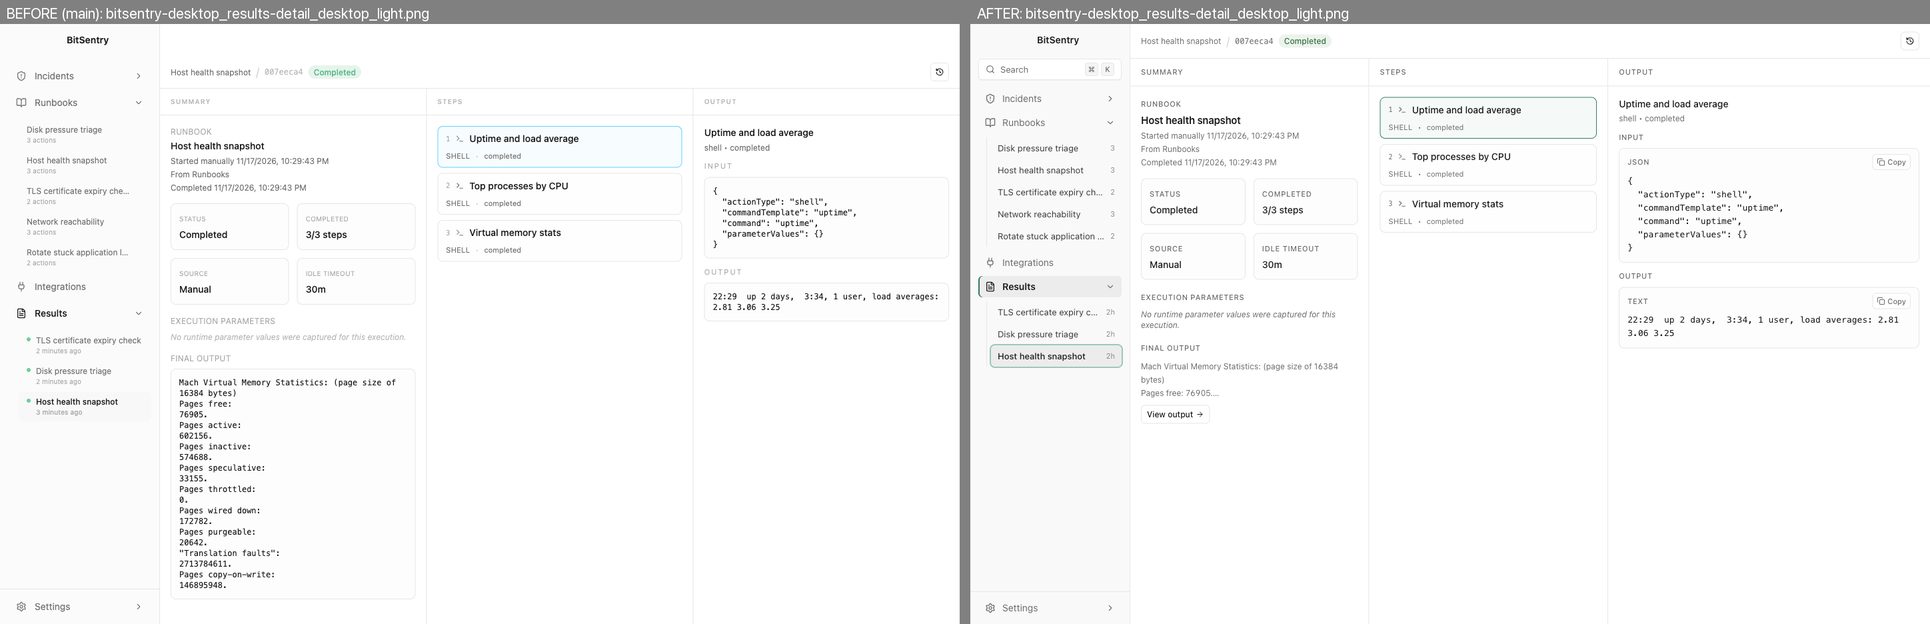 BEFORE (main): bitsentry-desktop_results-detail_desktop_light.png
BitSentry
Incidents
Runbooks
Disk pressure triage
3 actions
Host health snapshot
3 actions
TLS certificate expiry che...
2 actions
Network reachability
3 actions
Rotate stuck application l...
2 actions
Integrations
Results
TLS certificate expiry check
2 minutes ago
Disk pressure triage
2 minutes ago
Host health snapshot
3 minutes ago
Settings
Host health snapshot / 007eeca4 Completed
SUMMARY
RUNBOOK
Host health snapshot
Started manually 11/17/2026, 10:29:43 PM
From Runbooks
Completed 11/17/2026, 10:29:43 PM
STATUS
Completed
COMPLETED
3/3 steps
SOURCE
Manual
IDLE TIMEOUT
30m
EXECUTION PARAMETERS
No runtime parameter values were captured for this execution.
FINAL OUTPUT
Mach Virtual Memory Statistics: (page size of
16384 bytes)
Pages free:
76905.
Pages active:
602156.
Pages inactive:
574688.
Pages speculative:
33155.
Pages throttled:
0.
Pages wired down:
172782.
Pages purgeable:
20642.
"Translation faults":
2713784611.
Pages copy-on-write:
146895948.
STEPS
1 >_ Uptime and load average
SHELL • completed
2 >_ Top processes by CPU
SHELL • completed
3 >_ Virtual memory stats
SHELL • completed
OUTPUT
Uptime and load average
shell • completed
INPUT
{
"actionType": "shell",
"commandTemplate": "uptime",
"command": "uptime",
"parameterValues": {}
}
OUTPUT
22:29 up 2 days, 3:34, 1 user, load averages:
2.81 3.06 3.25
AFTER: bitsentry-desktop_results-detail_desktop_light.png
BitSentry
Search ⌘ K
Incidents
Runbooks
Disk pressure triage 3
Host health snapshot 3
TLS certificate expiry ch... 2
Network reachability 3
Rotate stuck application ... 2
Integrations
Results
TLS certificate expiry c... 2h
Disk pressure triage 2h
Host health snapshot 2h
Settings
Host health snapshot / 007eeca4 Completed
SUMMARY
RUNBOOK
Host health snapshot
Started manually 11/17/2026, 10:29:43 PM
From Runbooks
Completed 11/17/2026, 10:29:43 PM
STATUS
Completed
COMPLETED
3/3 steps
SOURCE
Manual
IDLE TIMEOUT
30m
EXECUTION PARAMETERS
No runtime parameter values were captured for this
execution.
FINAL OUTPUT
Mach Virtual Memory Statistics: (page size of 16384
bytes)
Pages free: 76905....
View output →
STEPS
1 >_ Uptime and load average
SHELL • completed
2 >_ Top processes by CPU
SHELL • completed
3 >_ Virtual memory stats
SHELL • completed
OUTPUT
Uptime and load average
shell • completed
INPUT
JSON Copy
{
"actionType": "shell",
"commandTemplate": "uptime",
"command": "uptime",
"parameterValues": {}
}
OUTPUT
TEXT Copy
22:29 up 2 days, 3:34, 1 user, load averages: 2.81
3.06 3.25